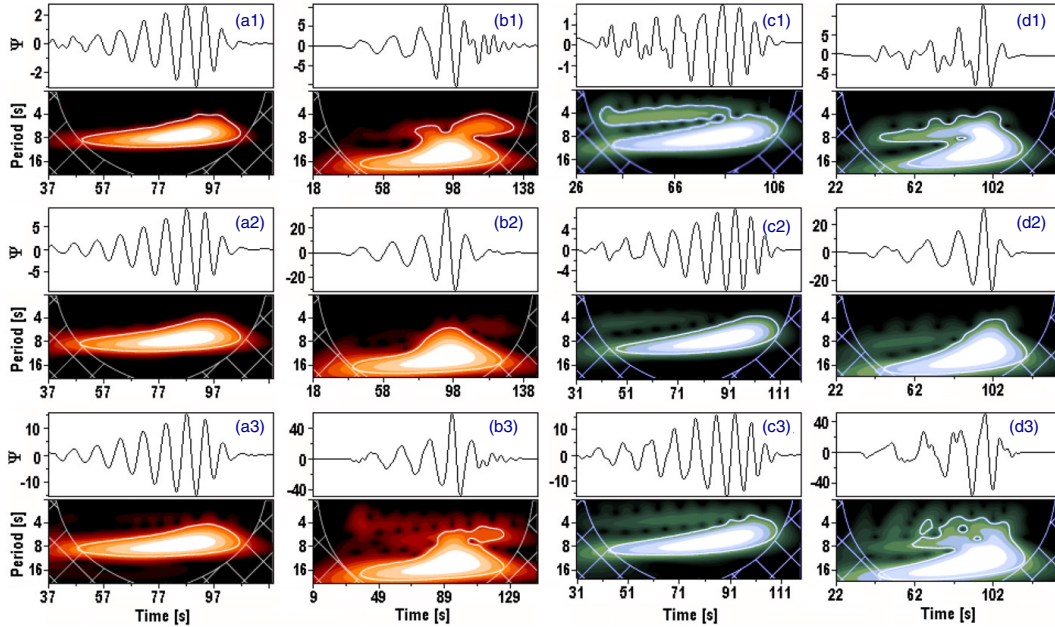 (a1) (b1) (c1) (d1)
Ψ 2 0 -2
5 0 -5
1 0 -1
5 0 -5
Period [s] 4 8 16
4 8 16
4 8 16
4 8 16
37 57 77 97
18 58 98 138
26 66 106
22 62 102
(a2) (b2) (c2) (d2)
Ψ 5 0 -5
20 0 -20
4 0 -4
20 0 -20
Period [s] 4 8 16
4 8 16
4 8 16
4 8 16
37 57 77 97
18 58 98 138
31 51 71 91 111
22 62 102
(a3) (b3) (c3) (d3)
Ψ 10 0 -10
40 0 -40
10 0 -10
40 0 -40
Period [s] 4 8 16
4 8 16
4 8 16
4 8 16
37 57 77 97
9 49 89 129
31 51 71 91 111
22 62 102
Time [s] Time [s] Time [s] Time [s]